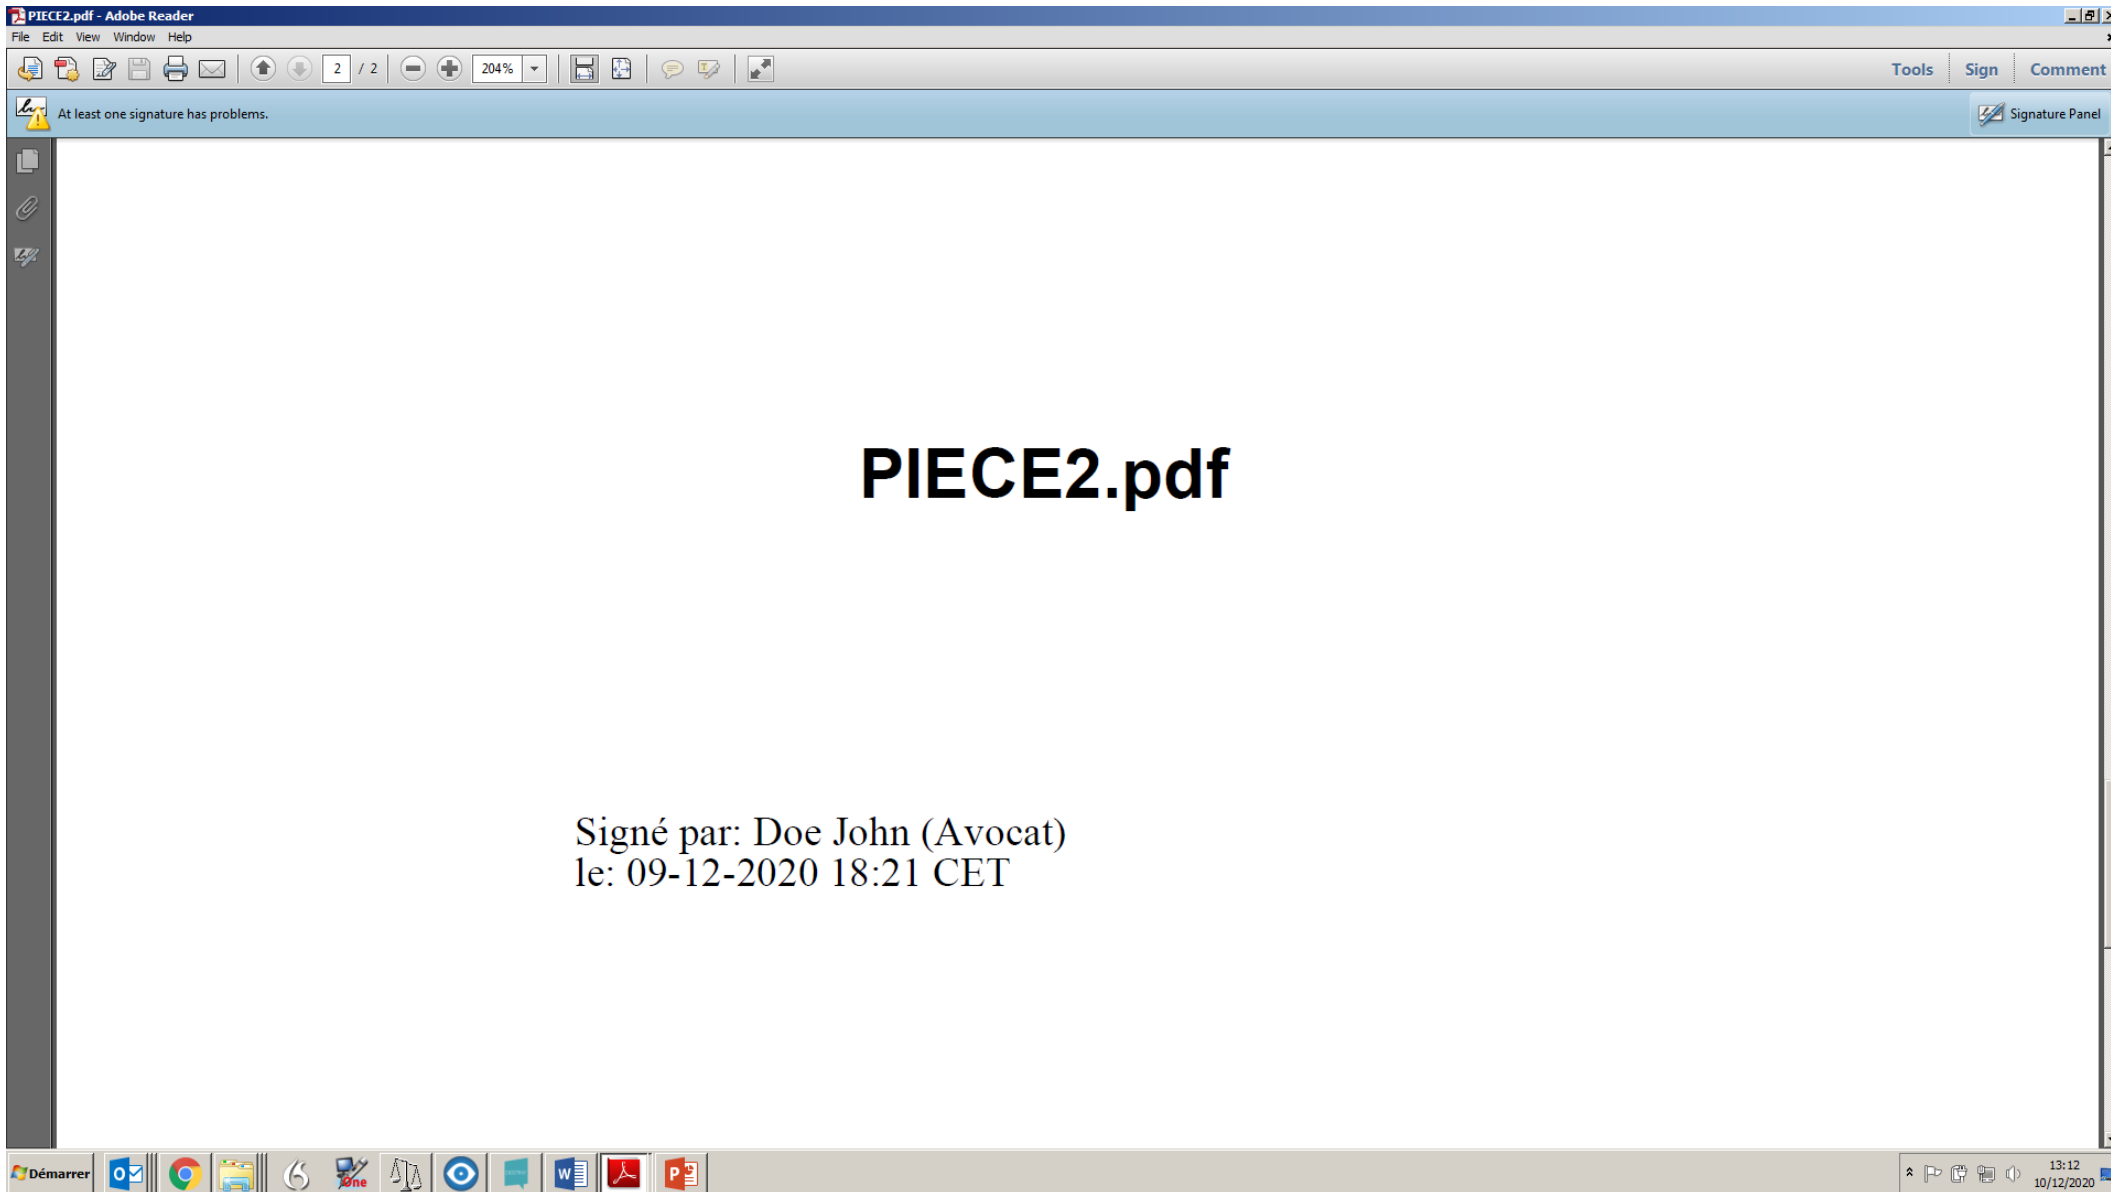 PIECE2.pdf - Adobe Reader
File Edit View Window Help
2 / 2 204% Tools Sign Comment
At least one signature has problems. Signature Panel
PIECE2.pdf
Signé par: Doe John (Avocat)
le: 09-12-2020 18:21 CET
Démarrer One 13:12
10/12/2020